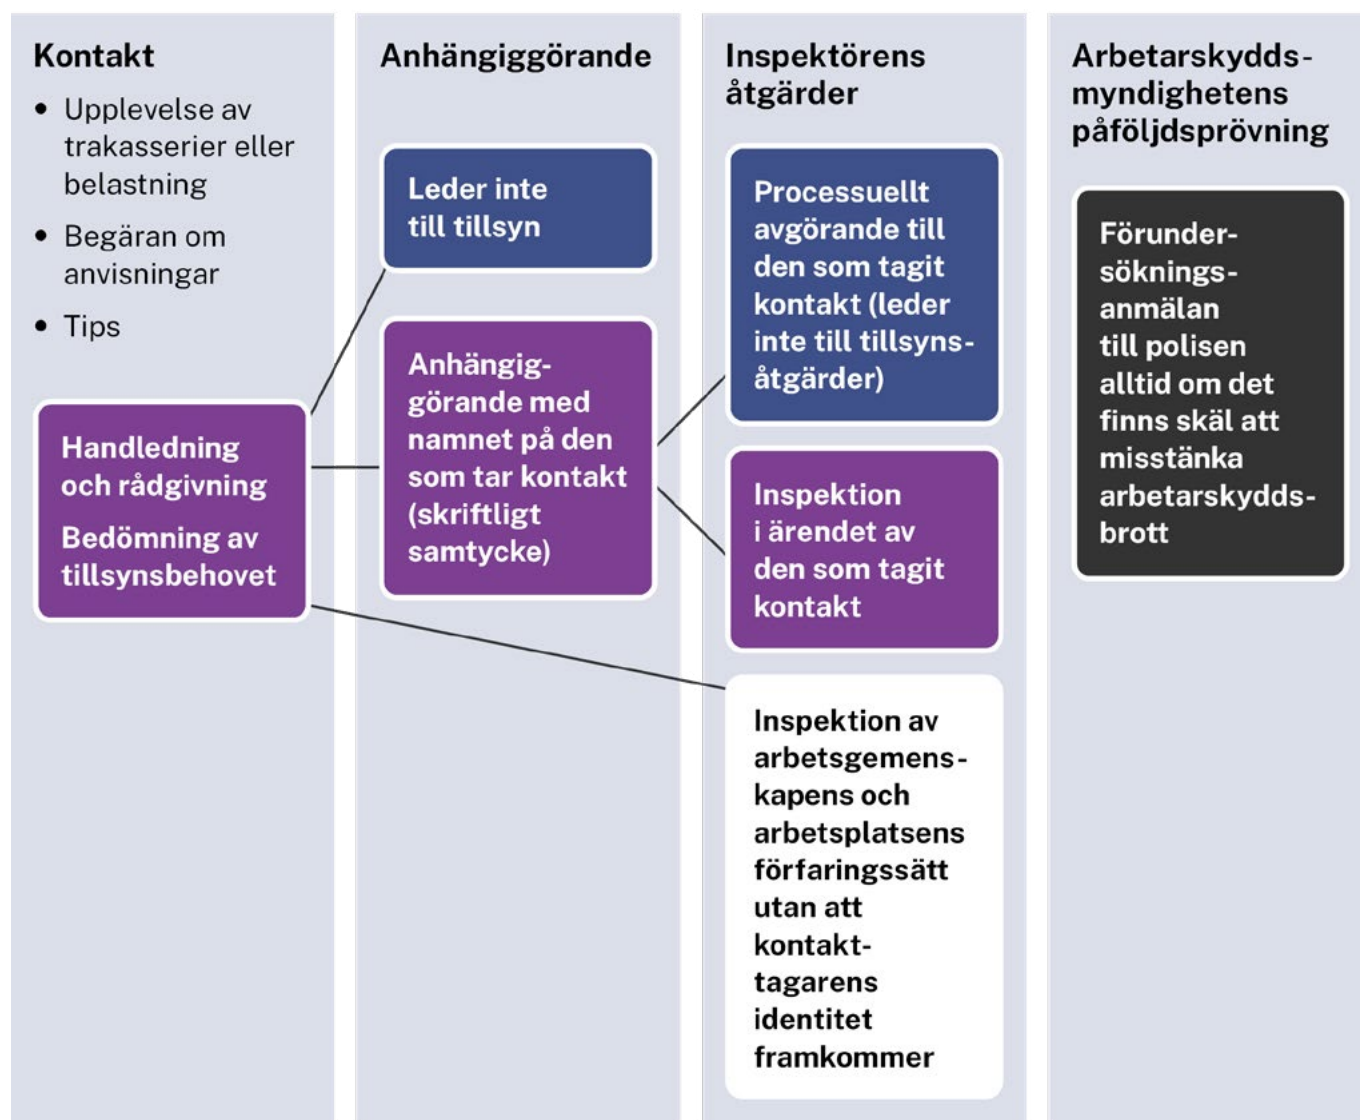 Kontakt
• Upplevelse av
trakasserier eller
belastning
• Begäran om
anvisningar
• Tips
Handledning
och rådgivning
Bedömning av
tillsynsbehovet
Anhängiggörande
Leder inte
till tillsyn
Anhängig-
görande med
namnet på den
som tar kontakt
(skriftligt
samtycke)
Inspektörens
åtgärder
Processuellt
avgörande till
den som tagit
kontakt (leder
inte till tillsyns-
åtgärder)
Inspektion
i ärendet av
den som tagit
kontakt
Inspektion av
arbetsgemens-
kapens och
arbetsplatsens
förfaringssätt
utan att
kontakt-
tagarens
identitet
framkommer
Arbetarskydds-
myndighetens
påföljdsprövning
Förunder-
söknings-
anmälan
till polisen
alltid om det
finns skäl att
misstänka
arbetarskydds-
brott